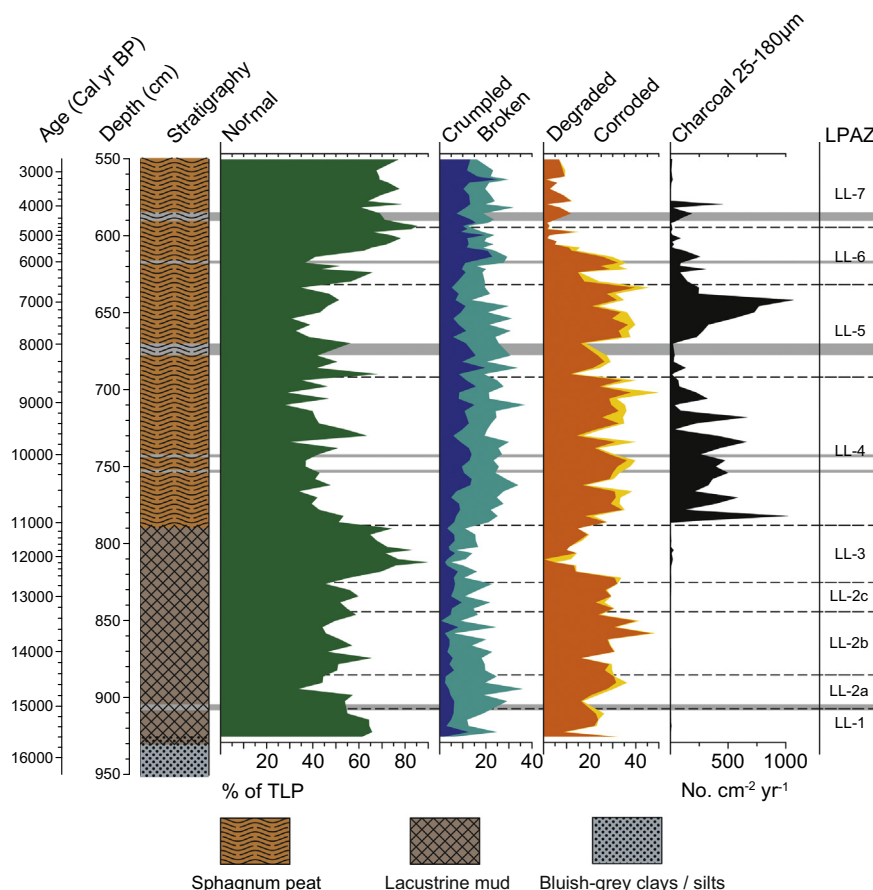 Age (Cal yr BP)
Depth (cm)
Stratigraphy
Normal
Crumpled
Broken
Degraded
Corroded
Charcoal 25-180µm
LPAZ
3000
4000
5000
6000
7000
8000
9000
10000
11000
12000
13000
14000
15000
16000
550
600
650
700
750
800
850
900
950
LL-7
LL-6
LL-5
LL-4
LL-3
LL-2c
LL-2b
LL-2a
LL-1
20 40 60 80 20 40 20 40 500 1000
% of TLP No. cm⁻² yr⁻¹
Sphagnum peat Lacustrine mud Bluish-grey clays / silts